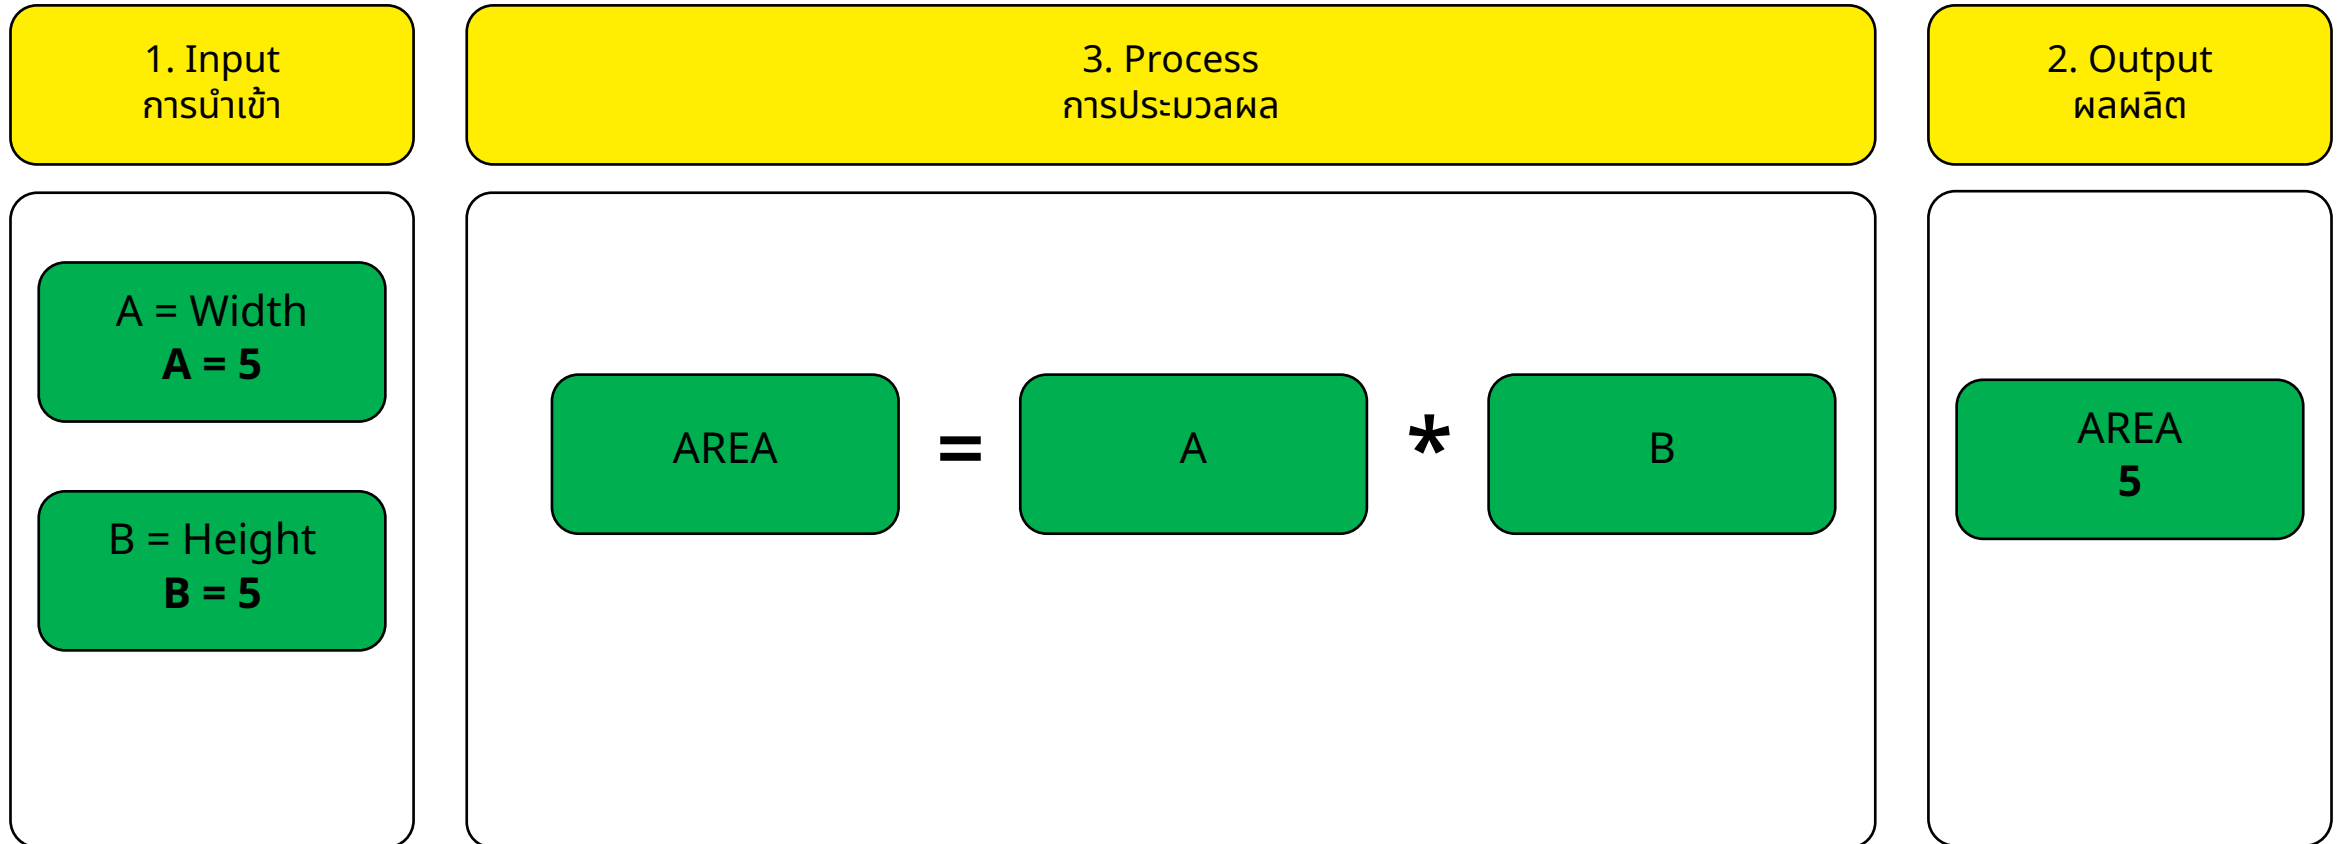 1. Input
การนำเข้า
3. Process
การประมวลผล
2. Output
ผลผลิต
A = Width
A = 5
B = Height
B = 5
AREA
=
A
*
B
AREA
5